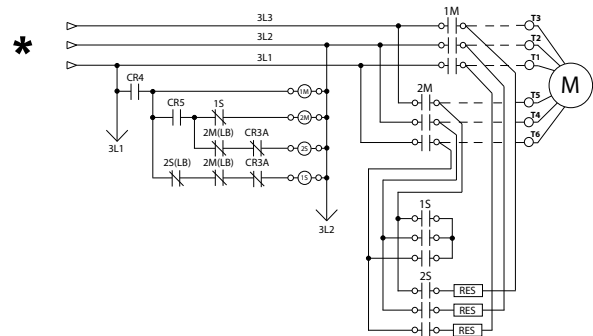 1M
3L3
T3
*
3L2
T2
3L1
T1
M
CR4
2M
1M
T5
CR5
1S
2M
T4
2M(LB)
CR3A
T6
3L1
2S
2S(LB)
2M(LB)
CR3A
1S
1S
3L2
2S
RES
RES
RES